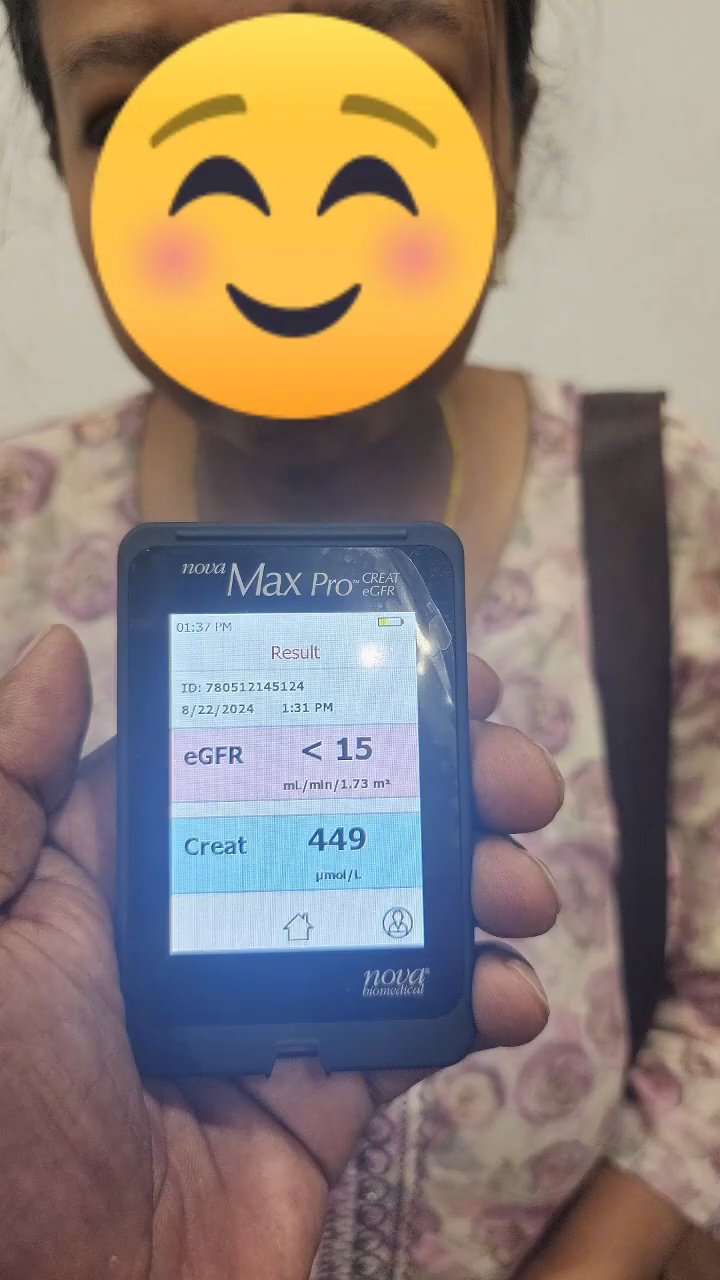 nova Max Pro™ CREAT eGFR
01:37 PM
Result
ID: 780512145124
8/22/2024 1:31 PM
eGFR < 15
mL/min/1.73 m²
Creat 449
µmol/L
nova®
biomedical